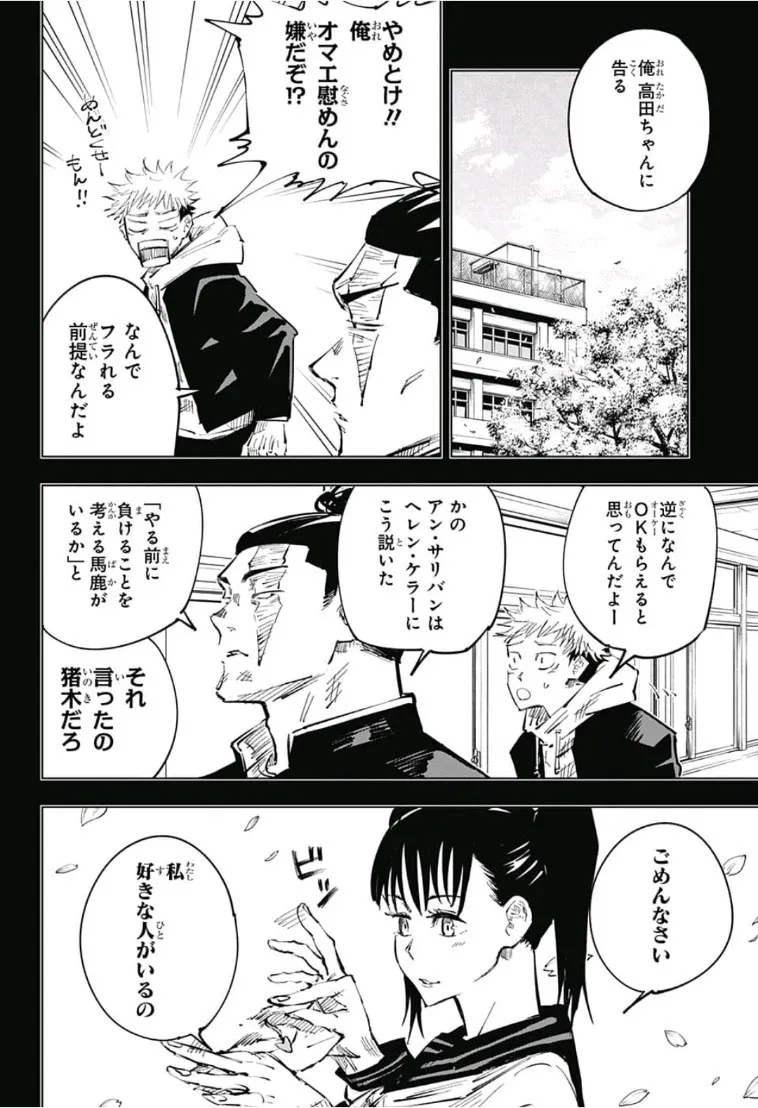 俺高田ちゃんに
告る
やめとけ!!
俺
オマエ慰めんの
嫌だぞ!?
めんどくせー
もん!!
なんで
フラれる
前提なんだよ
逆になんで
OKもらえると
思ってんだよー
かの
アン・サリバンは
ヘレン・ケラーに
こう説いた
「やる前に
負けることを
考える馬鹿が
いるか」と
それ
言ったの
猪木だろ
ごめんなさい
ビッ
私
好きな人がいるの